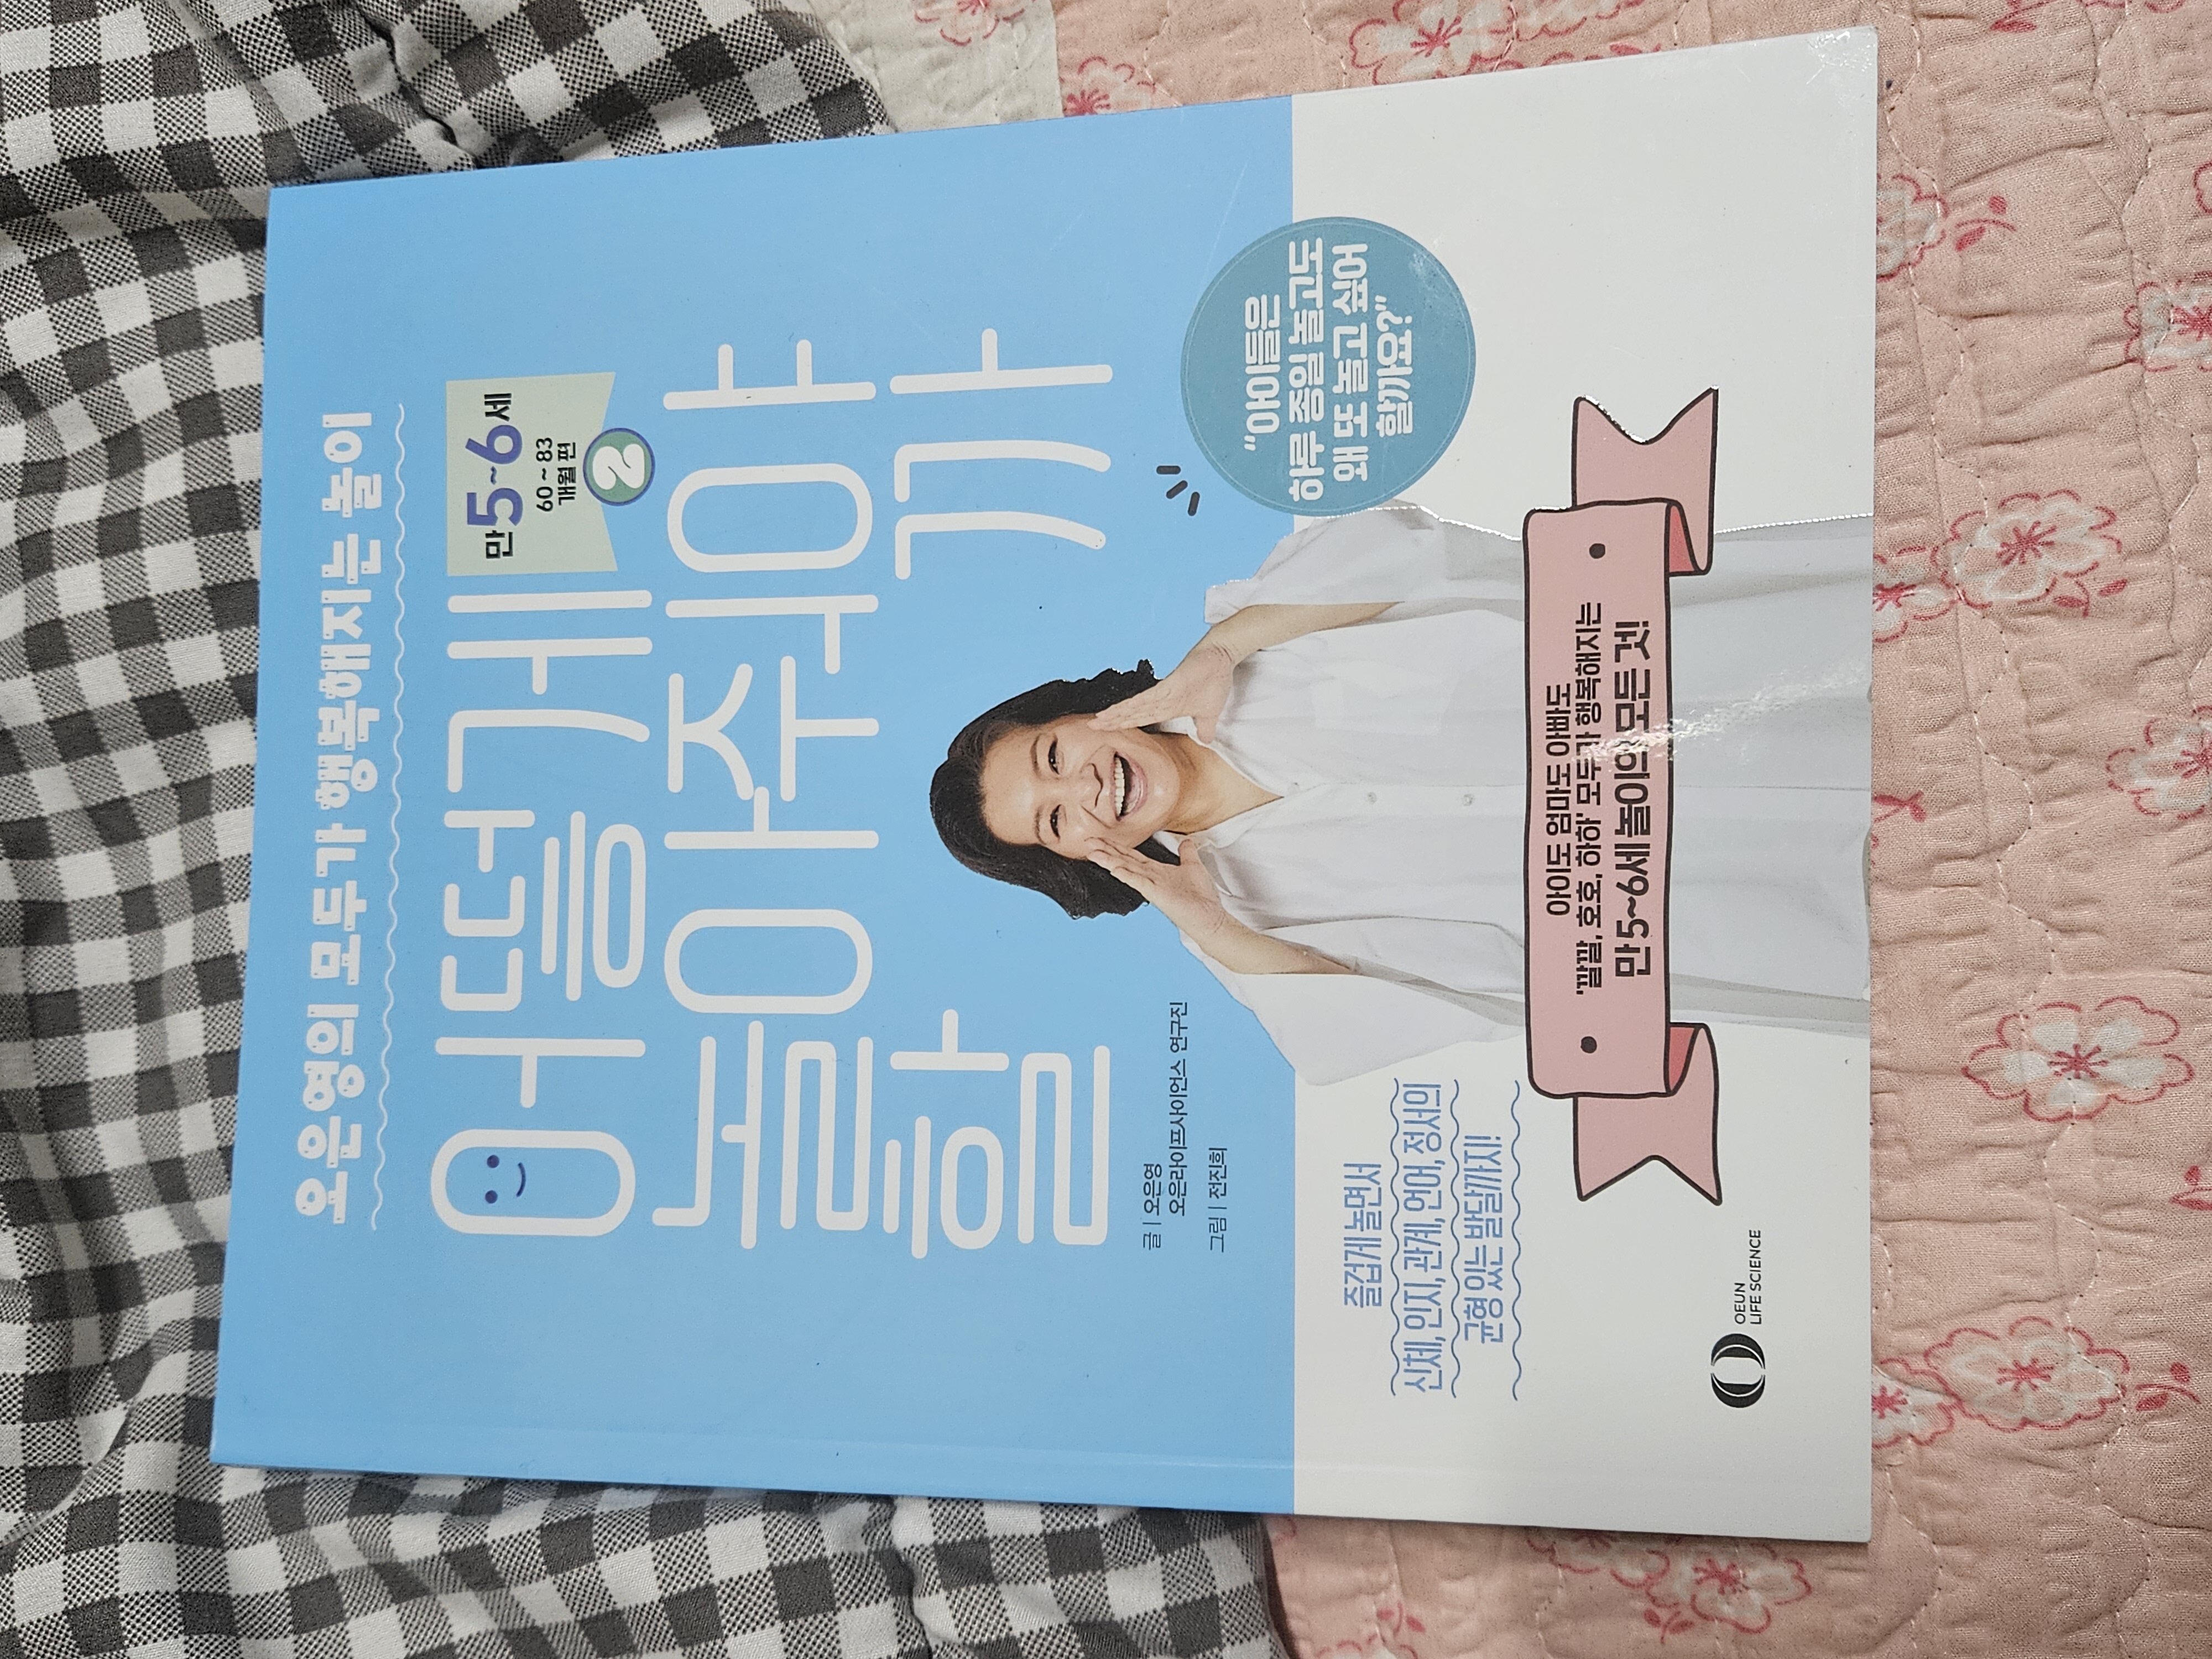 오은영의 모두가 행복해지는 놀이
어떻게
놀아줘야
할까
만5~6세
60~83
개월 편
2
글 | 오은영
오은라이프사이언스 연구진
그림 | 전진희
"아이들은
하루 종일 놀고도
왜 또 놀고 싶어
할까요?"
즐겁게 놀면서
신체, 인지, 관계, 언어, 정서의
균형 있는 발달까지!
아이도 엄마도 아빠도
'깔깔, 호호, 하하' 모두가 행복해지는
만 5~6세 놀이의 모든 것!
OEUN
LIFE SCIENCE